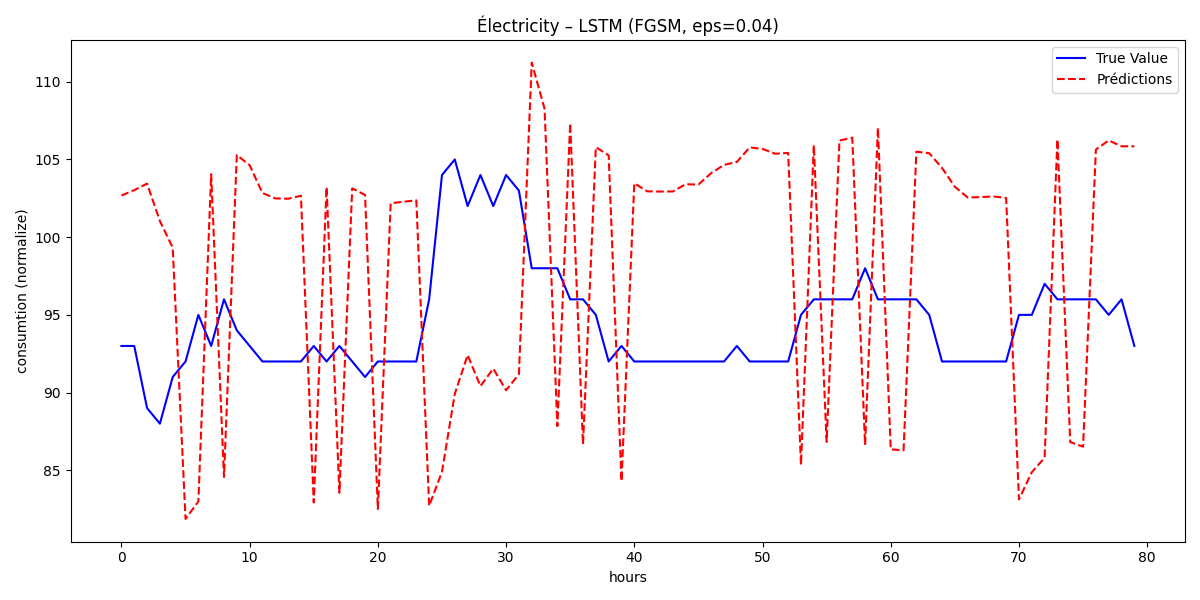 Électricity – LSTM (FGSM, eps=0.04)
True Value
Prédictions
consumtion (normalize)
110
105
100
95
90
85
0 10 20 30 40 50 60 70 80
hours